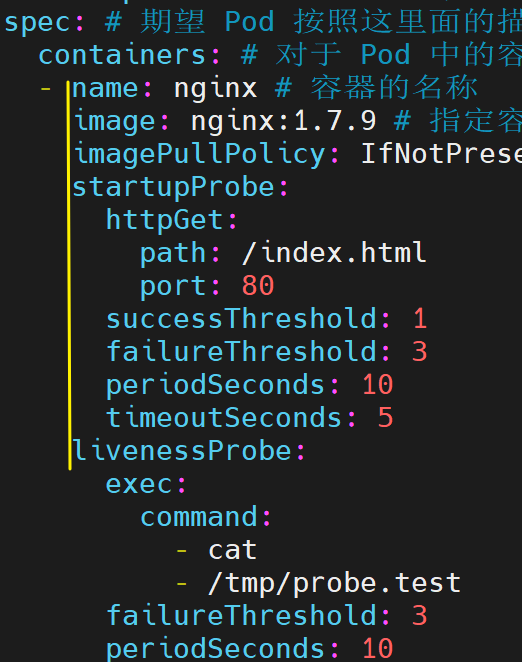 spec: # 期望 Pod 按照这里面的描
containers: # 对于 Pod 中的容
- name: nginx # 容器的名称
image: nginx:1.7.9 # 指定容
imagePullPolicy: IfNotPrese
startupProbe:
httpGet:
path: /index.html
port: 80
successThreshold: 1
failureThreshold: 3
periodSeconds: 10
timeoutSeconds: 5
livenessProbe:
exec:
command:
- cat
- /tmp/probe.test
failureThreshold: 3
periodSeconds: 10